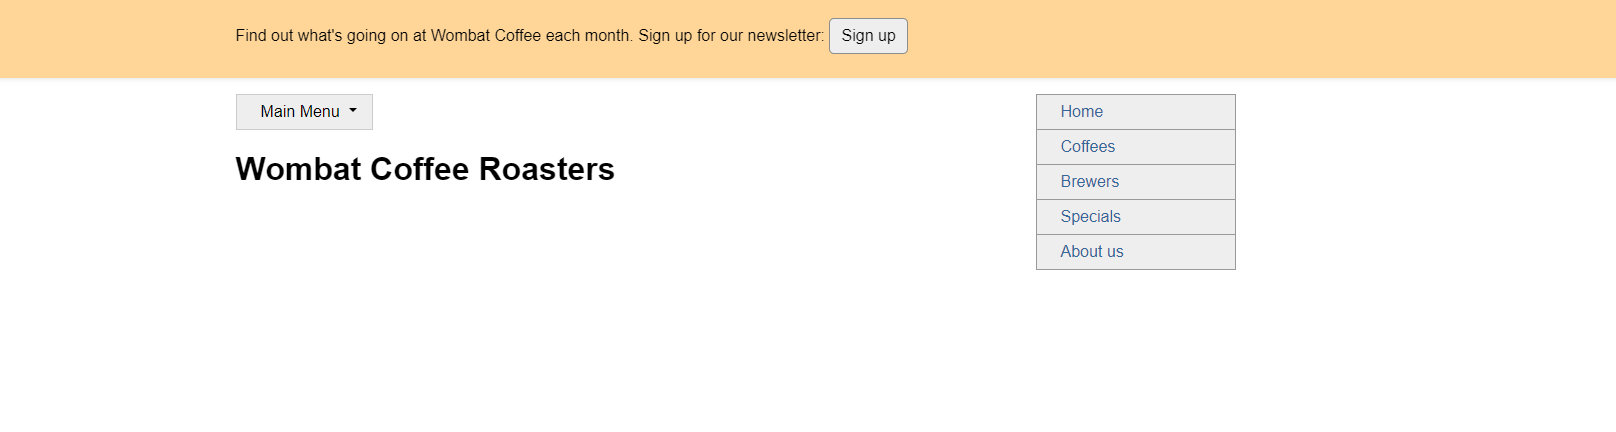 Find out what's going on at Wombat Coffee each month. Sign up for our newsletter: Sign up
Main Menu
Wombat Coffee Roasters
Home
Coffees
Brewers
Specials
About us